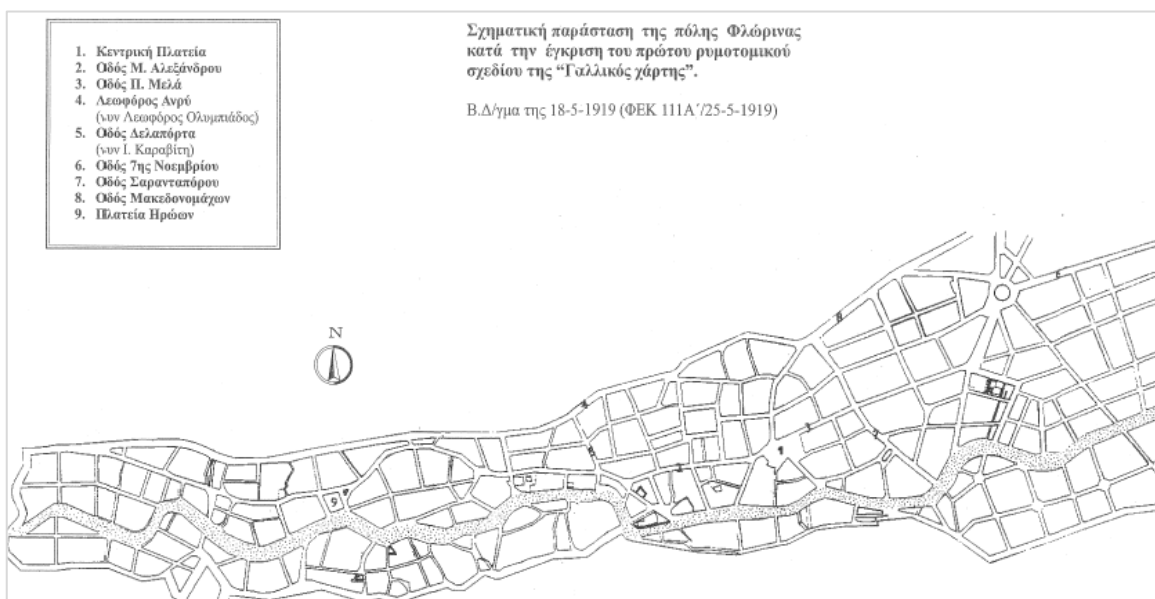 1. Κεντρική Πλατεία
2. Οδός Μ. Αλεξάνδρου
3. Οδός Π. Μελά
4. Λεωφόρος Ανρύ
(νυν Λεωφόρος Ολυμπιάδος)
5. Οδός Δελαπόρτα
(νυν Ι. Καραβίτη)
6. Οδός 7ης Νοεμβρίου
7. Οδός Σαρανταπόρου
8. Οδός Μακεδονομάχων
9. Πλατεία Ηρώων
Σχηματική παράσταση της πόλης Φλώρινας
κατά την έγκριση του πρώτου ρυμοτομικού
σχεδίου της “Γαλλικός χάρτης”.
Β.Δ/γμα της 18-5-1919 (ΦΕΚ 111Α΄/25-5-1919)
N
9